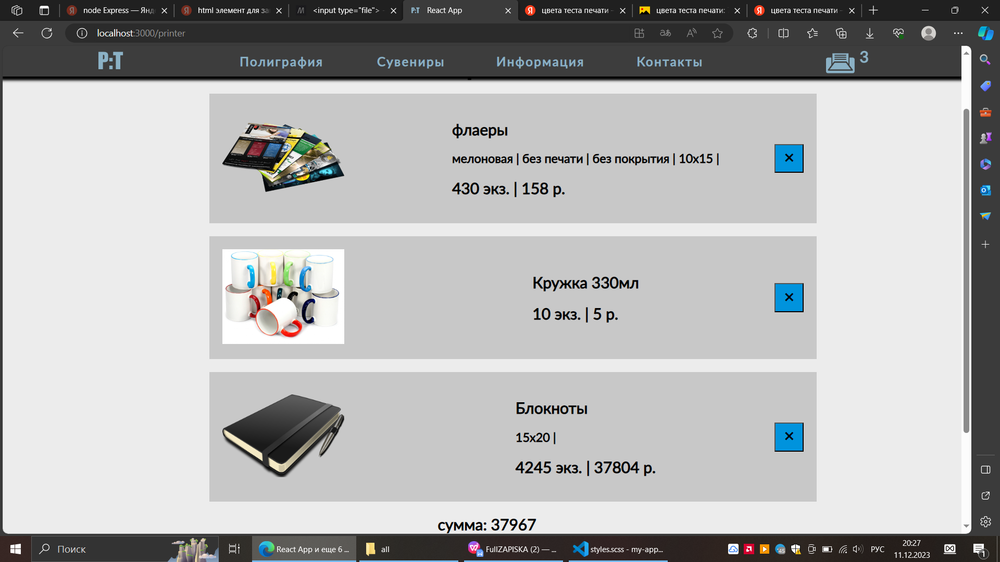 node Express — Янд
html элемент для за
<input type="file"> -
React App
цвета теста печати -
цвета теста печати:
цвета теста печати -
localhost:3000/printer
P:T
Полиграфия
Сувениры
Информация
Контакты
3
флаеры
мелоновая | без печати | без покрытия | 10x15 |
430 экз. | 158 р.
×
Кружка 330мл
10 экз. | 5 р.
×
Блокноты
15x20 |
4245 экз. | 37804 р.
×
сумма: 37967
Поиск
React App и еще 6 ...
all
FullZAPISKA (2) — ...
styles.scss - my-app...
45
РУС
20:27
11.12.2023
1